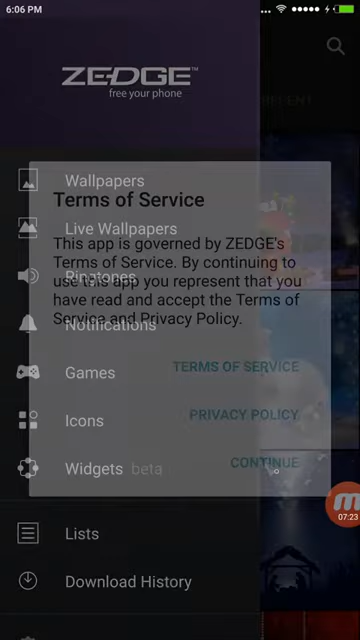 6:06 PM
ZEDGE™
free your phone
RECENT
Wallpapers
Terms of Service
Live Wallpapers
This app is governed by ZEDGE's
Terms of Service. By continuing to
Ringtones
use this app you represent that you
have read and accept the Terms of
Service and Privacy Policy.
Notifications
Games
TERMS OF SERVICE
Icons
PRIVACY POLICY
Widgets beta
CONTINUE
07:23
Lists
Download History